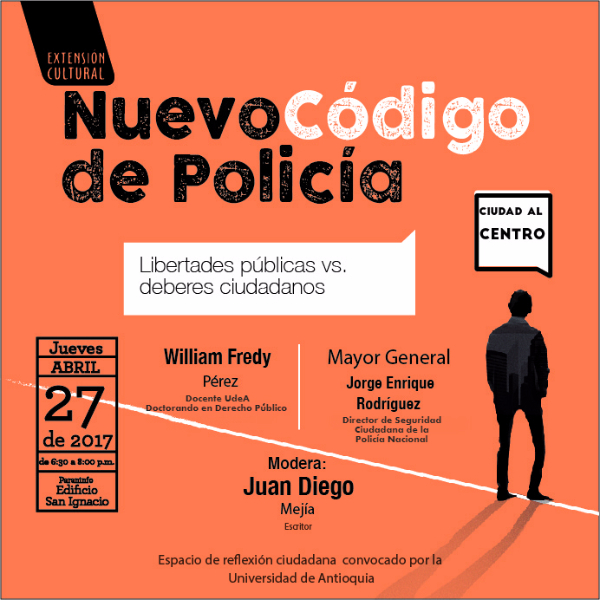 EXTENSION
CULTURAL
NuevoCódigo
de Policía
CIUDAD AL
CENTRO
Libertades públicas vs.
deberes ciudadanos
Jueves
ABRIL
27
de 2017
de 6:30 a 8:00 p.m.
Paraninfo
Edificio
San Ignacio
William Fredy
Pérez
Docente UdeA
Doctorando en Derecho Público
Mayor General
Jorge Enrique
Rodríguez
Director de Seguridad
Ciudadana de la
Policía Nacional
Modera:
Juan Diego
Mejía
Escritor
Espacio de reflexión ciudadana convocado por la
Universidad de Antioquia